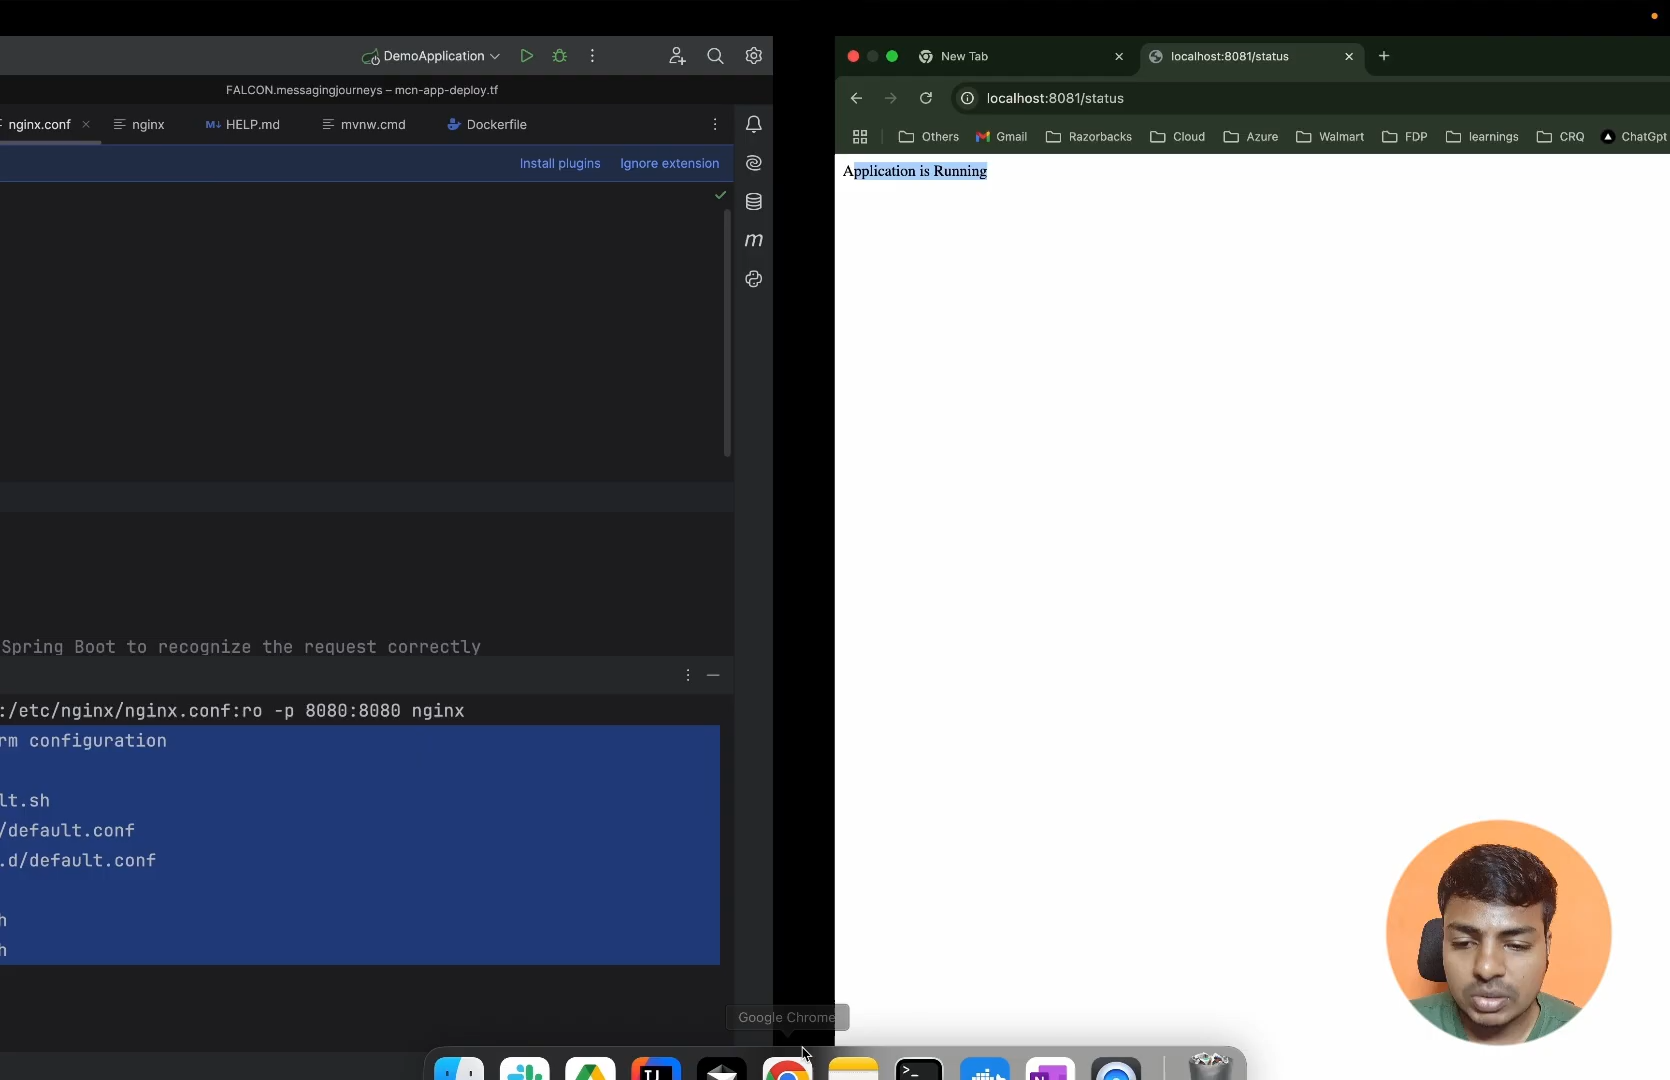 DemoApplication
FALCON.messagingjourneys – mcn-app-deploy.tf
nginx.conf
nginx
M↓ HELP.md
mvnw.cmd
Dockerfile
Install plugins
Ignore extension
Spring Boot to recognize the request correctly
:/etc/nginx/nginx.conf:ro -p 8080:8080 nginx
rm configuration
lt.sh
/default.conf
.d/default.conf
h
h
New Tab
localhost:8081/status
localhost:8081/status
Others
Gmail
Razorbacks
Cloud
Azure
Walmart
FDP
learnings
CRQ
ChatGpt
Application is Running
Google Chrome